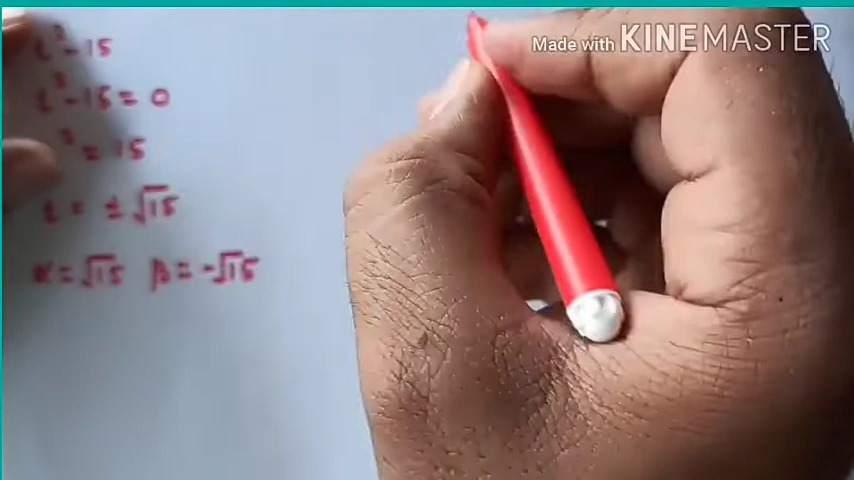 Made with KINEMASTER
t² - 15
t² - 15 = 0
t² = 15
t = ± √15
α = √15 β = -√15